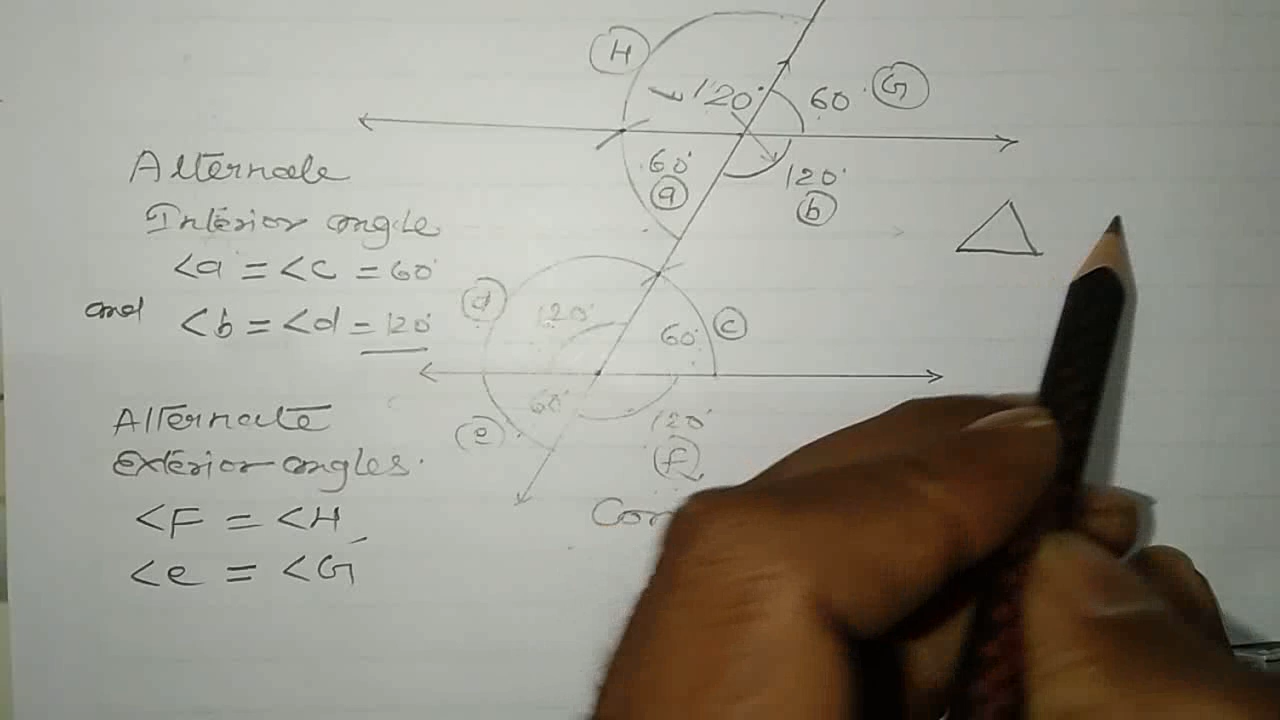 H
120°
60° G
Alternate
60°
a
120°
b
Interior angle
<a = <c = 60°
and <b = <d = 120°
d
120°
60°
c
Alternate
60°
e
120°
F
Exterior angles.
<F = <H
<e = <G